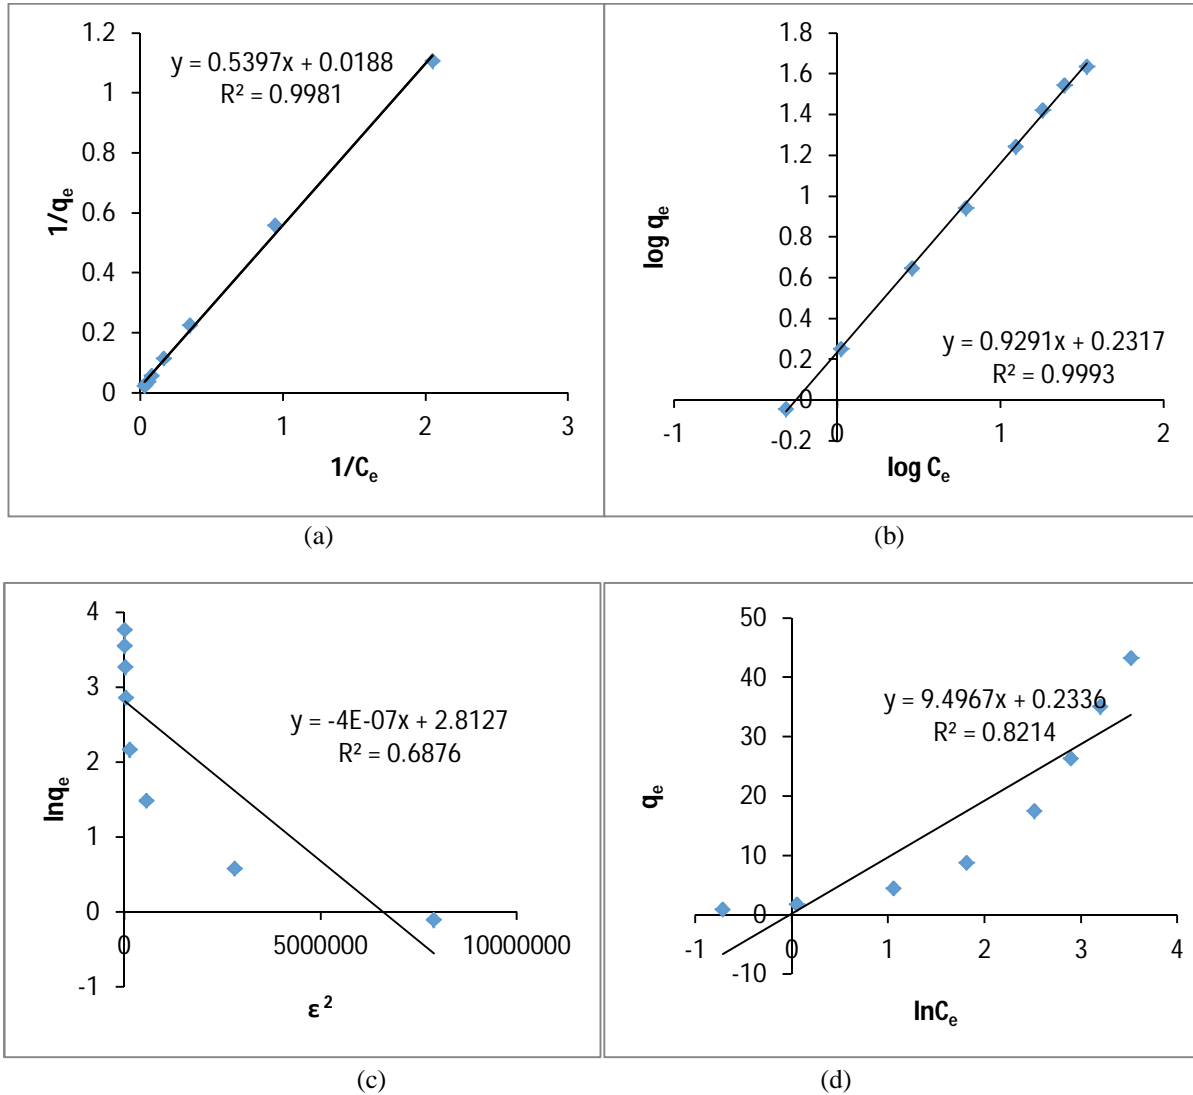 1.2
1
0.8
0.6
0.4
0.2
0
0
1
2
3
y = 0.5397x + 0.0188
R² = 0.9981
1/qₑ
1/Cₑ
(a)
1.8
1.6
1.4
1.2
1
0.8
0.6
0.4
0.2
0
-0.2
-1
0
1
2
y = 0.9291x + 0.2317
R² = 0.9993
log qₑ
log Cₑ
(b)
4
3
2
1
0
-1
0
5000000
10000000
y = -4E-07x + 2.8127
R² = 0.6876
lnqₑ
ε²
(c)
50
40
30
20
10
0
-10
-1
0
1
2
3
4
y = 9.4967x + 0.2336
R² = 0.8214
qₑ
lnCₑ
(d)